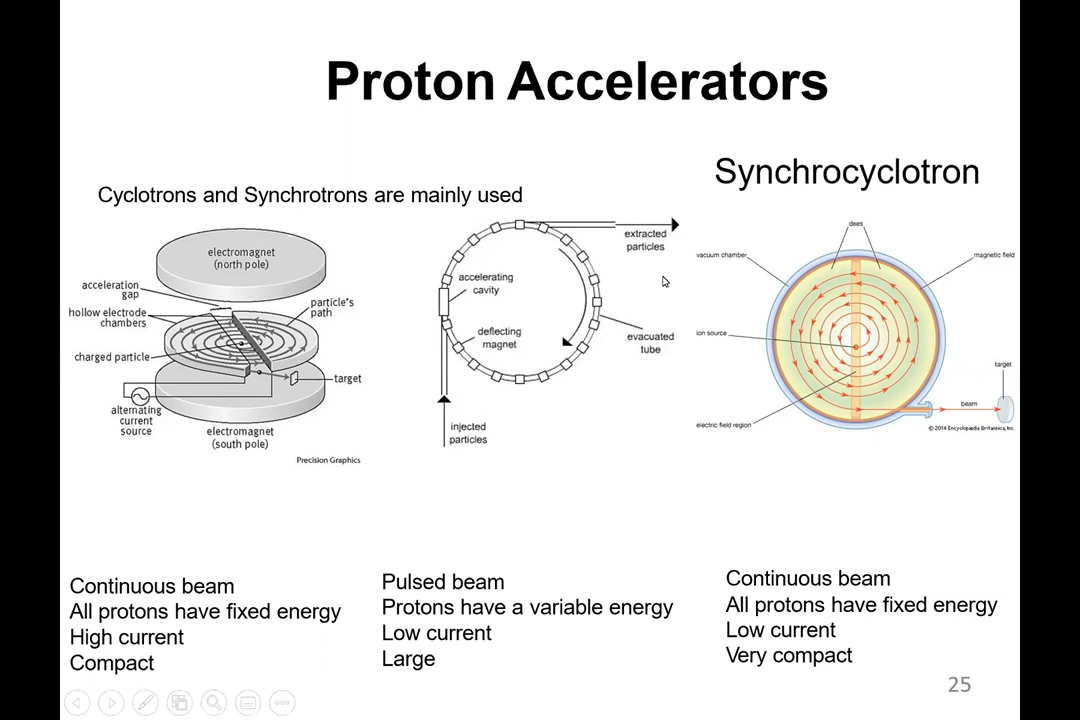 Proton Accelerators
Cyclotrons and Synchrotrons are mainly used
Synchrocyclotron
electromagnet
(north pole)
acceleration
gap
hollow electrode
chambers
particle's
path
charged particle
target
alternating
current
source
electromagnet
(south pole)
Precision Graphics
extracted
particles
accelerating
cavity
deflecting
magnet
evacuated
tube
injected
particles
dees
vacuum chamber
magnetic field
ion source
target
beam
electric field region
© 2014 Encyclopædia Britannica, Inc.
Continuous beam
All protons have fixed energy
High current
Compact
Pulsed beam
Protons have a variable energy
Low current
Large
Continuous beam
All protons have fixed energy
Low current
Very compact
25